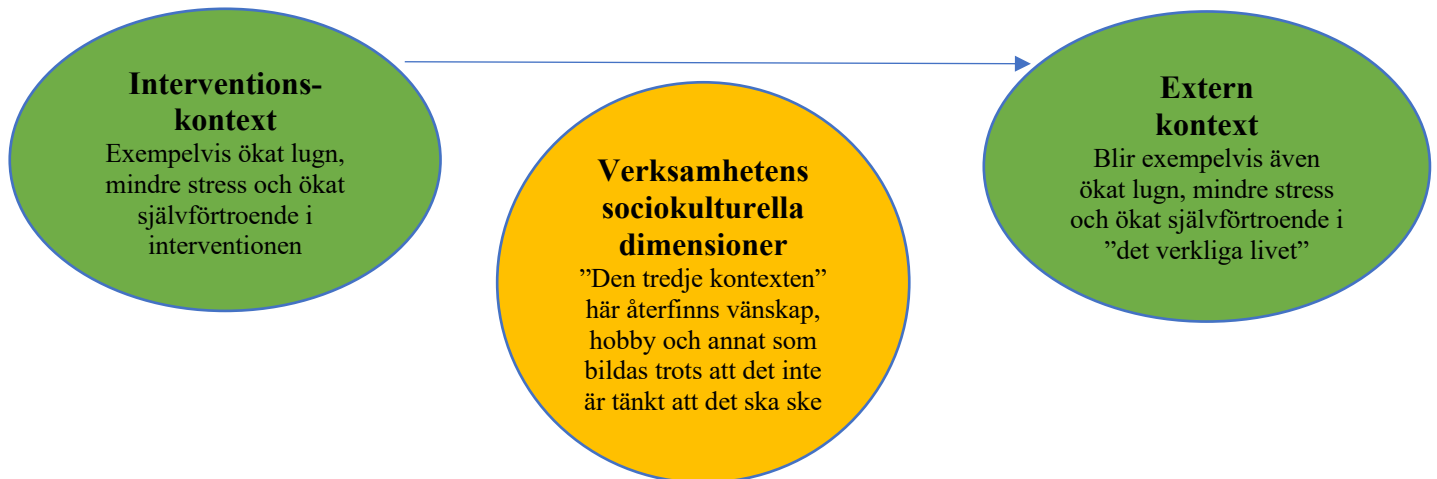 Interventions-
kontext
Exempelvis ökat lugn,
mindre stress och ökat
självförtroende i
interventionen
Verksamhetens
sociokulturella
dimensioner
”Den tredje kontexten”
här återfinns vänskap,
hobby och annat som
bildas trots att det inte
är tänkt att det ska ske
Extern
kontext
Blir exempelvis även
ökat lugn, mindre stress
och ökat självförtroende i
”det verkliga livet”